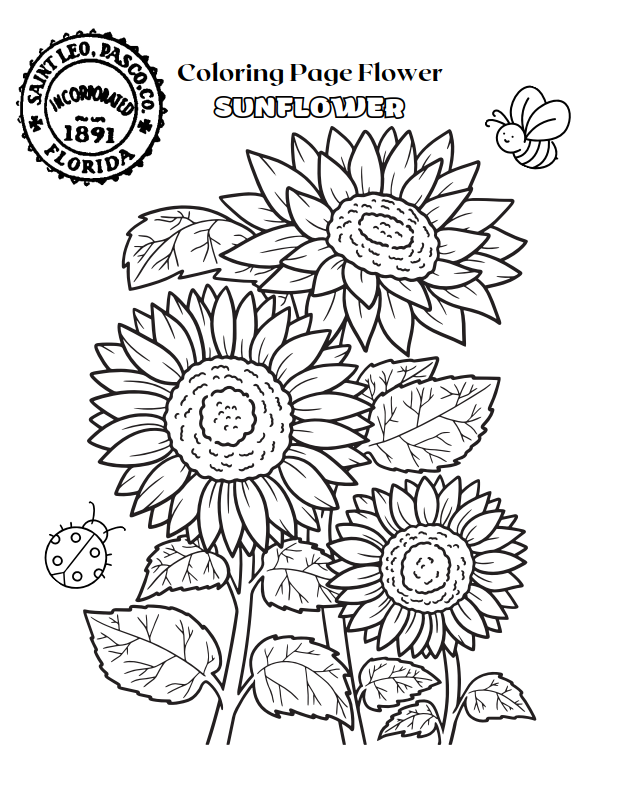 SAINT LEO, PASCO, CO.
INCORPORATED
1891
FLORIDA
Coloring Page Flower
SUNFLOWER